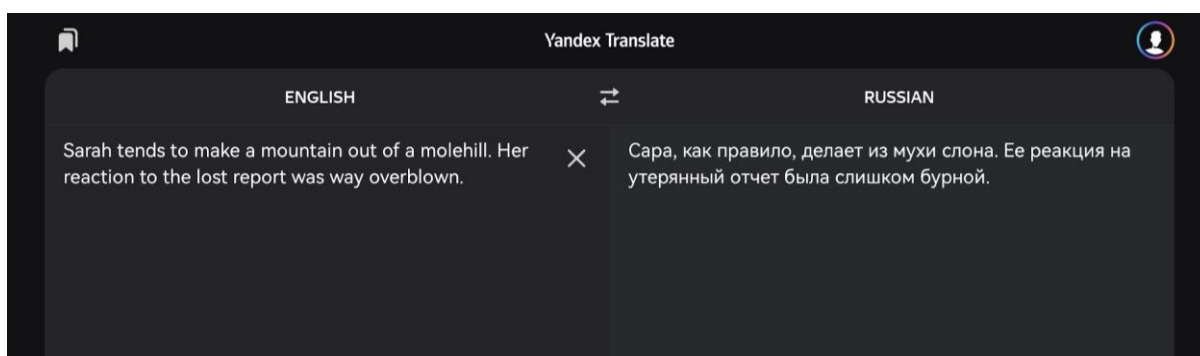 Yandex Translate
ENGLISH
RUSSIAN
Sarah tends to make a mountain out of a molehill. Her
reaction to the lost report was way overblown.
Сара, как правило, делает из мухи слона. Ее реакция на
утерянный отчет была слишком бурной.